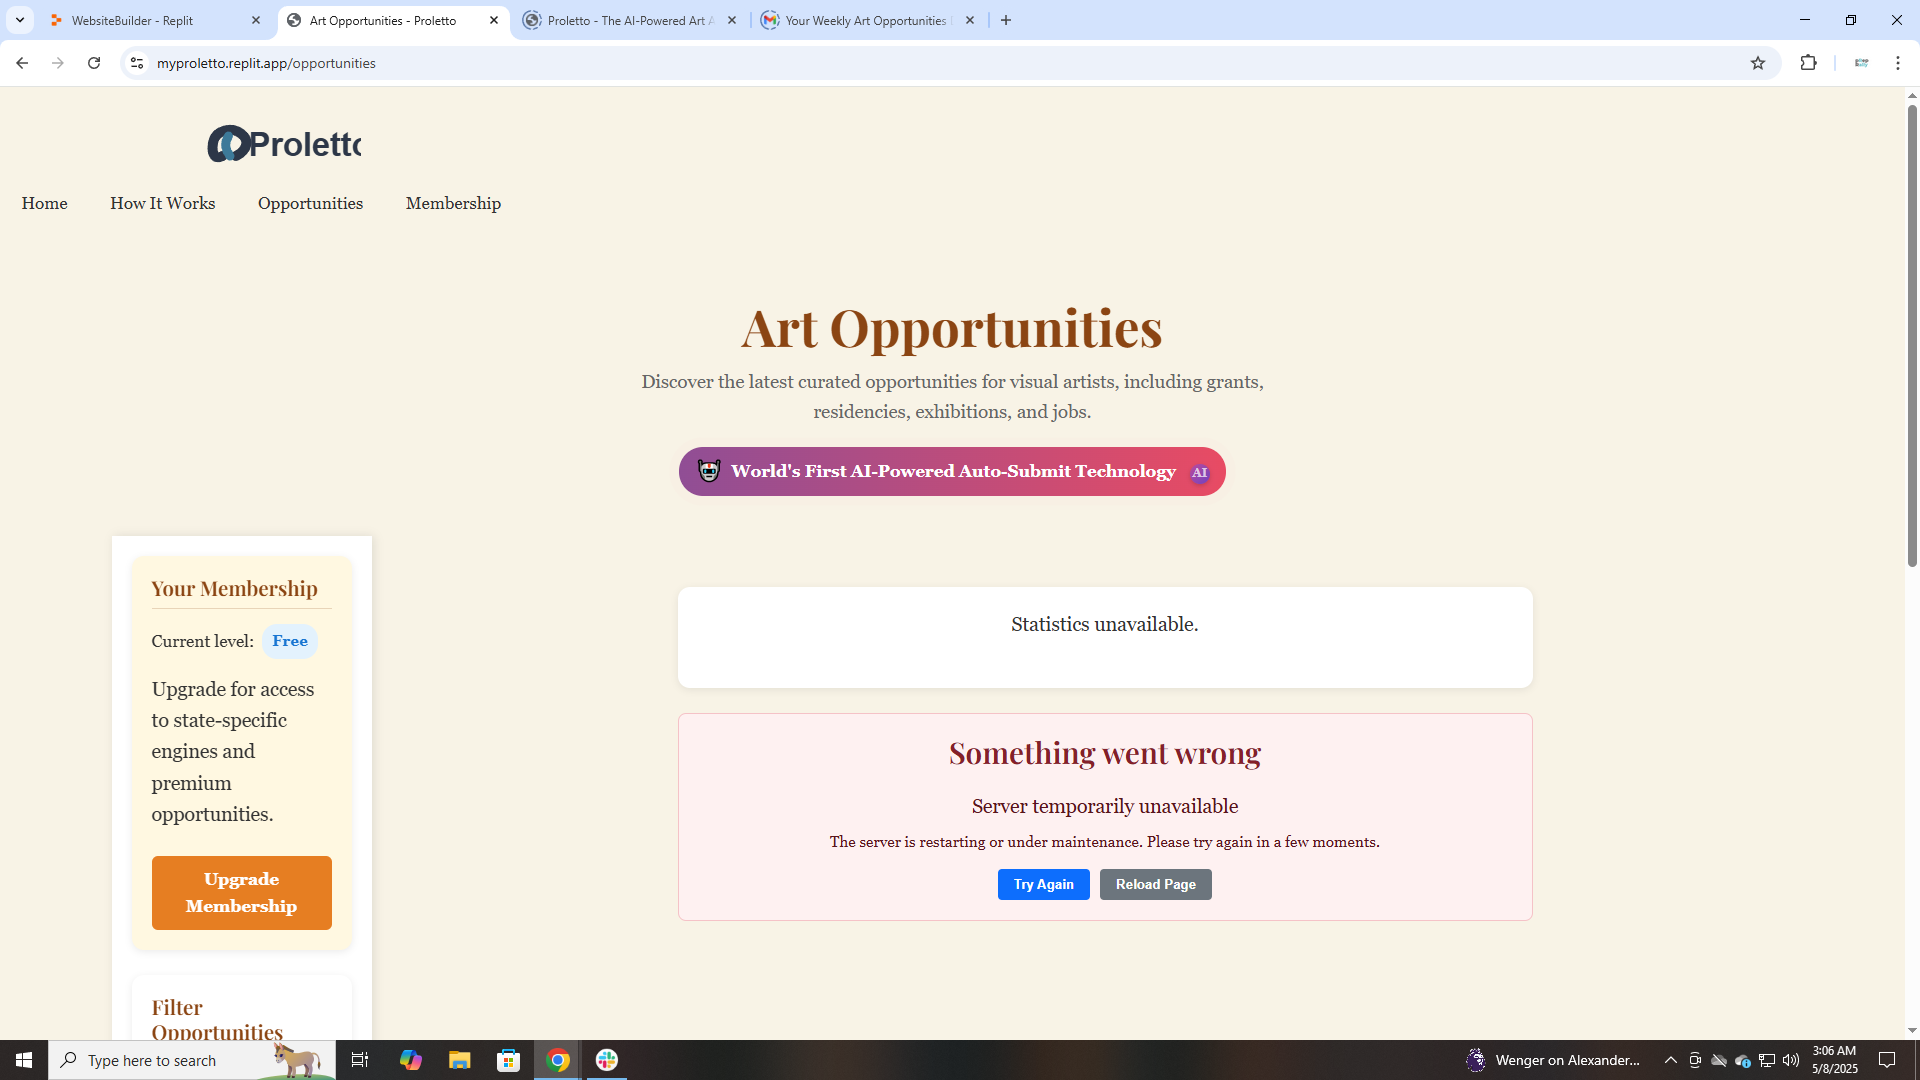 WebsiteBuilder - Replit
Art Opportunities - Proletto
Proletto - The AI-Powered Art A
Your Weekly Art Opportunities
myproletto.replit.app/opportunities
Proletto
Home
How It Works
Opportunities
Membership
Art Opportunities
Discover the latest curated opportunities for visual artists, including grants,
residencies, exhibitions, and jobs.
World's First AI-Powered Auto-Submit Technology AI
Your Membership
Current level: Free
Upgrade for access
to state-specific
engines and
premium
opportunities.
Upgrade
Membership
Filter
Opportunities
Statistics unavailable.
Something went wrong
Server temporarily unavailable
The server is restarting or under maintenance. Please try again in a few moments.
Try Again
Reload Page
Type here to search
Wenger on Alexander...
3:06 AM
5/8/2025